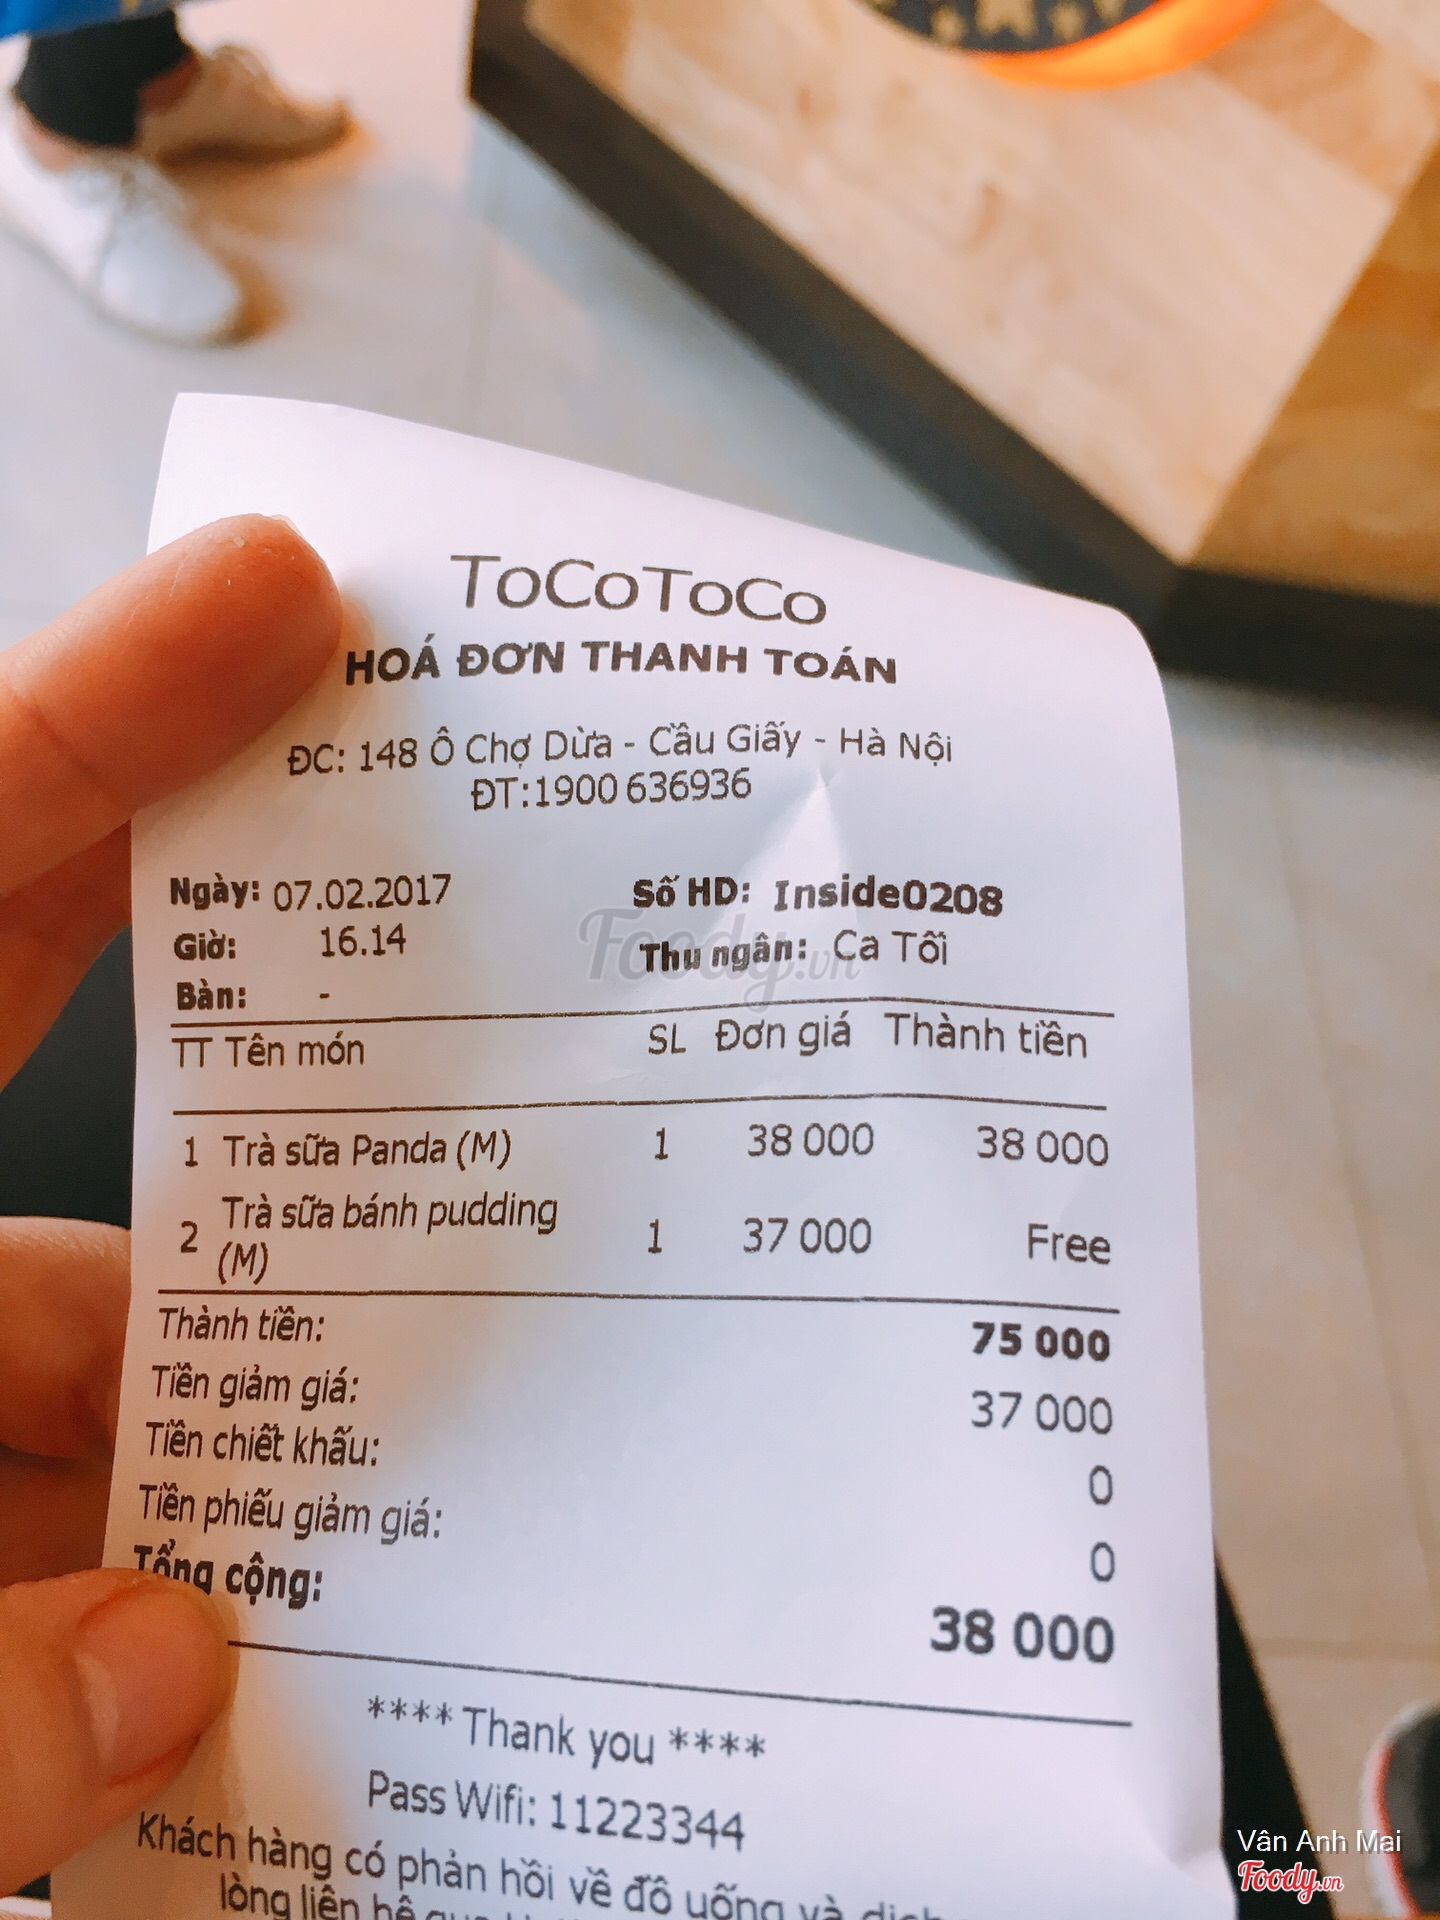 ToCoToCo
HOÁ ĐƠN THANH TOÁN
ĐC: 148 Ô Chợ Dừa - Cầu Giấy - Hà Nội
ĐT:1900 636936
Ngày: 07.02.2017 Số HD: Inside0208
Giờ: 16.14 Thu ngân: Ca Tối
Bàn: -
TT Tên món SL Đơn giá Thành tiền
1 Trà sữa Panda (M) 1 38 000 38 000
2 Trà sữa bánh pudding (M) 1 37 000 Free
Thành tiền: 75 000
Tiền giảm giá: 37 000
Tiền chiết khấu: 0
Tiền phiếu giảm giá: 0
Tổng cộng: 38 000
**** Thank you ****
Pass Wifi: 11223344
Khách hàng có phản hồi về đồ uống và
lòng liên hệ
Foody.vn
Vân Anh Mai
Foody.vn